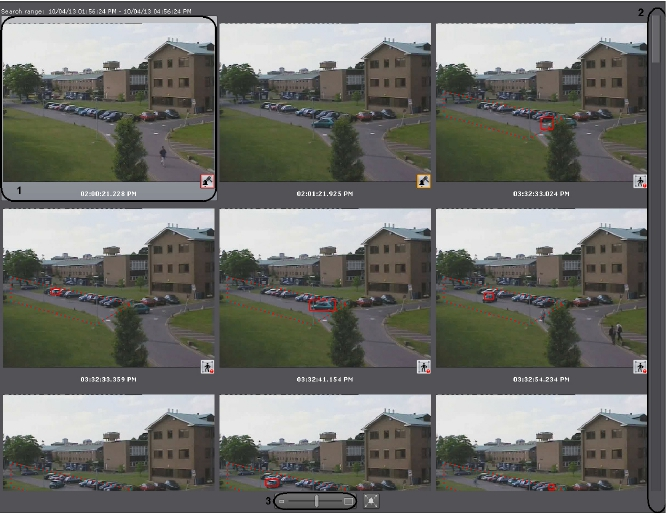 Search range: 10/04/13 01:56:24 PM - 10/04/13 04:56:24 PM
2
1
02:00:21.228 PM
02:01:21.925 PM
03:32:33.024 PM
03:32:33.359 PM
03:32:41.154 PM
03:32:54.234 PM
3